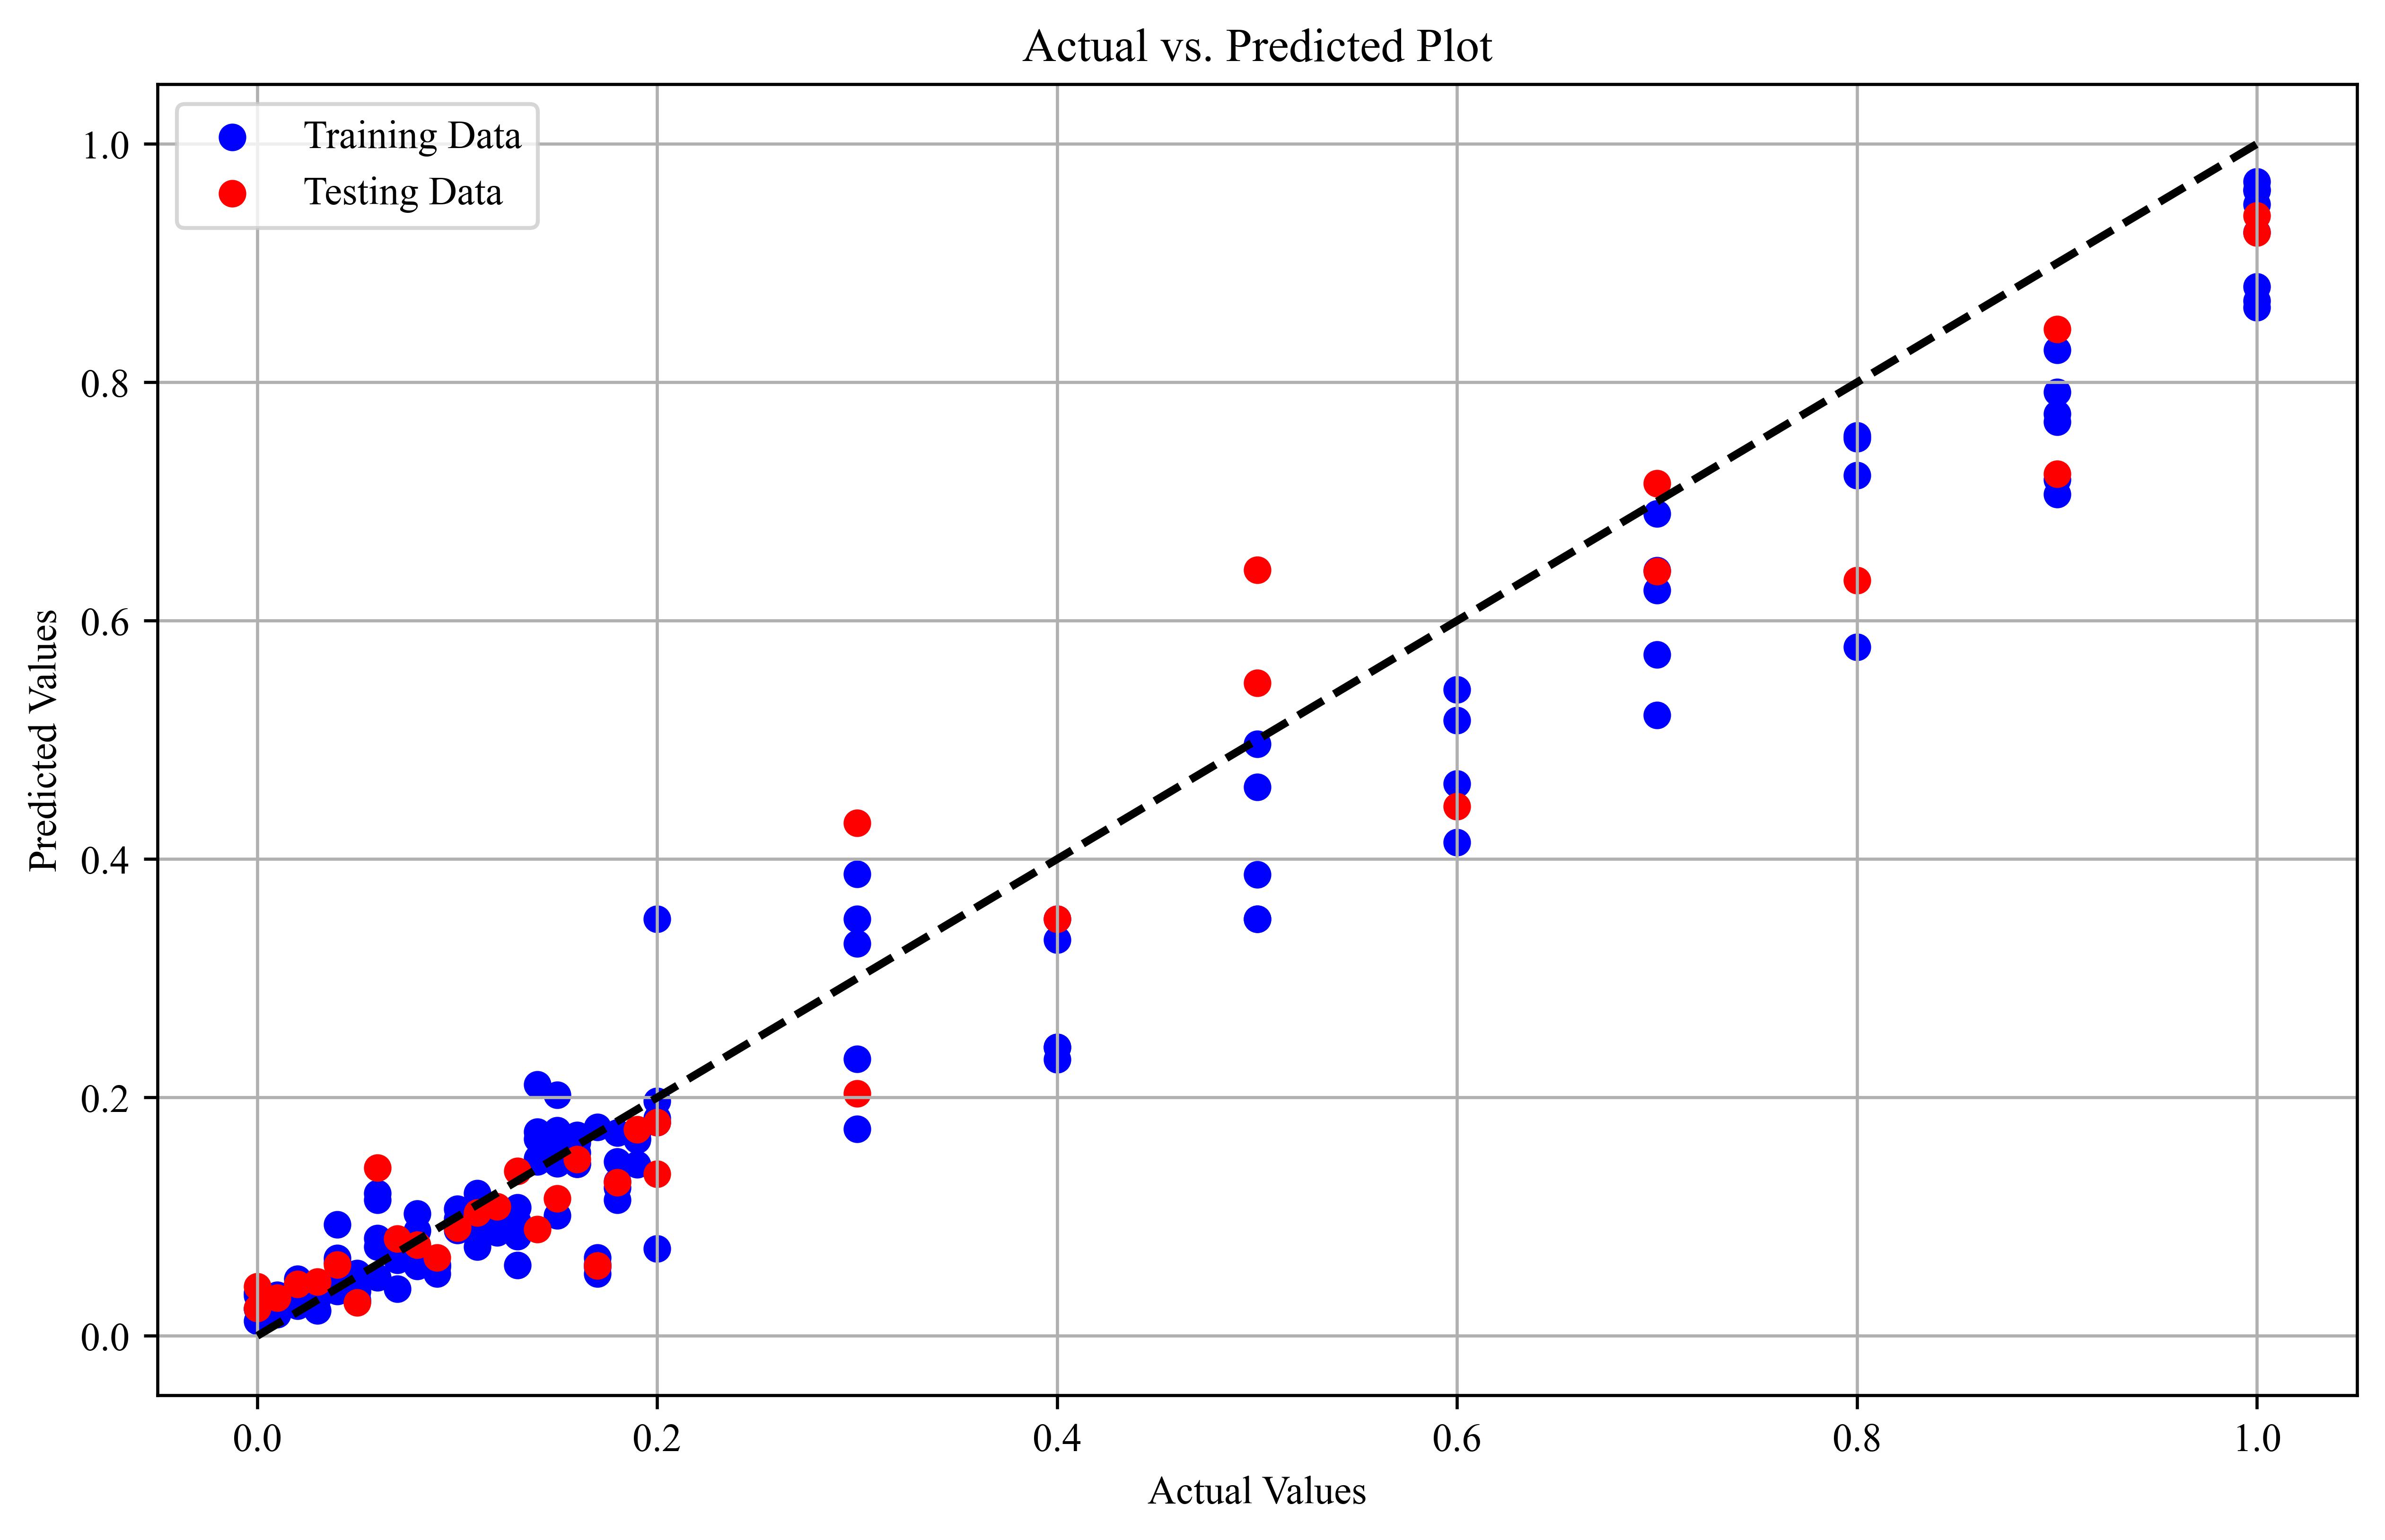 Actual vs. Predicted Plot
Training Data
Testing Data
1.0
0.8
0.6
0.4
0.2
0.0
Predicted Values
0.0 0.2 0.4 0.6 0.8 1.0
Actual Values